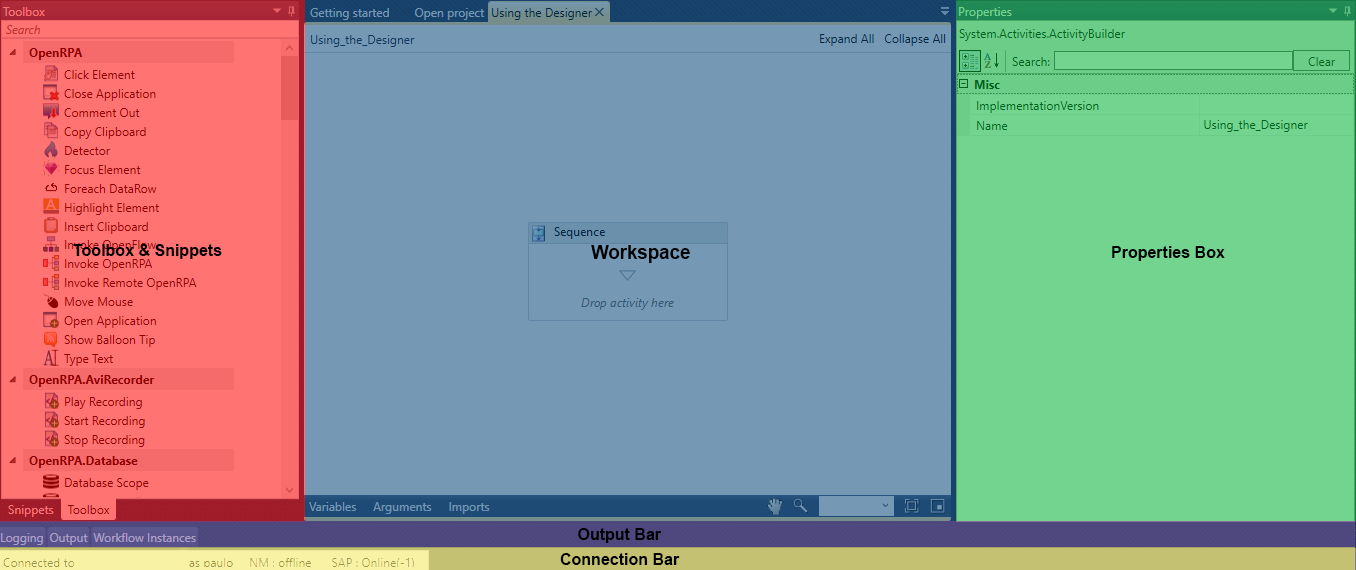 Toolbox
Search
OpenRPA
Click Element
Close Application
Comment Out
Copy Clipboard
Detector
Focus Element
Foreach DataRow
Highlight Element
Insert Clipboard
Invoke OpenFlow
Toolbox & Snippets
Invoke OpenRPA
Invoke Remote OpenRPA
Move Mouse
Open Application
Show Balloon Tip
Type Text
OpenRPA.AviRecorder
Play Recording
Start Recording
Stop Recording
OpenRPA.Database
Database Scope
Snippets Toolbox
Getting started Open project Using the Designer
Using_the_Designer Expand All Collapse All
Sequence
Workspace
Drop activity here
Variables Arguments Imports
Properties
System.Activities.ActivityBuilder
Search: Clear
Misc
ImplementationVersion
Name Using_the_Designer
Properties Box
Logging Output Workflow Instances
Output Bar
Connected to as paulo NM : offline SAP : Online(-1)
Connection Bar